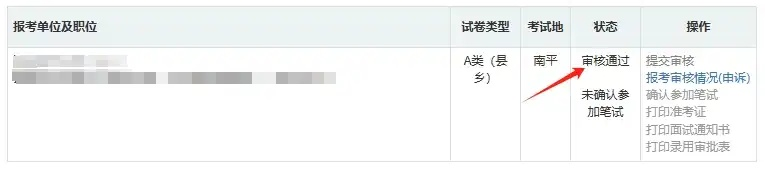 报考单位及职位 试卷类型 考试地 状态 操作
A类（县乡） 南平 审核通过 提交审核
报考审核情况(申诉)
未确认参加笔试 确认参加笔试
打印准考证
打印面试通知书
打印录用审批表